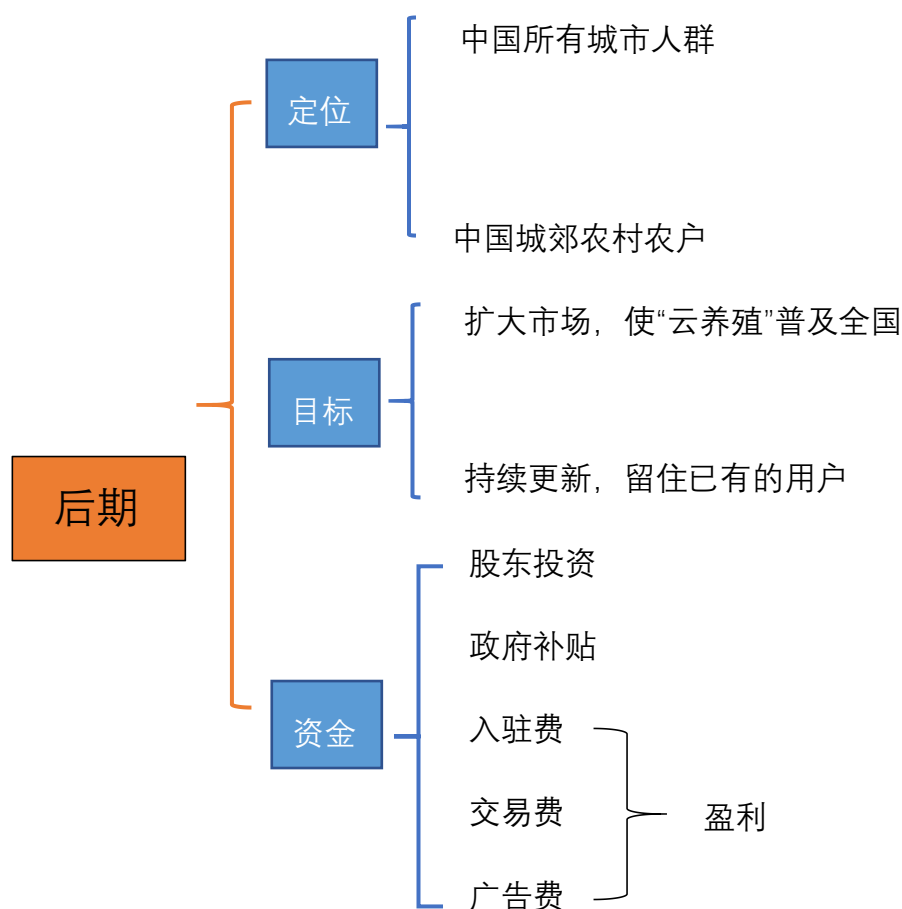 后期
定位
中国所有城市人群
中国城郊农村农户
目标
扩大市场，使“云养殖”普及全国
持续更新，留住已有的用户
资金
股东投资
政府补贴
入驻费
交易费
广告费
盈利